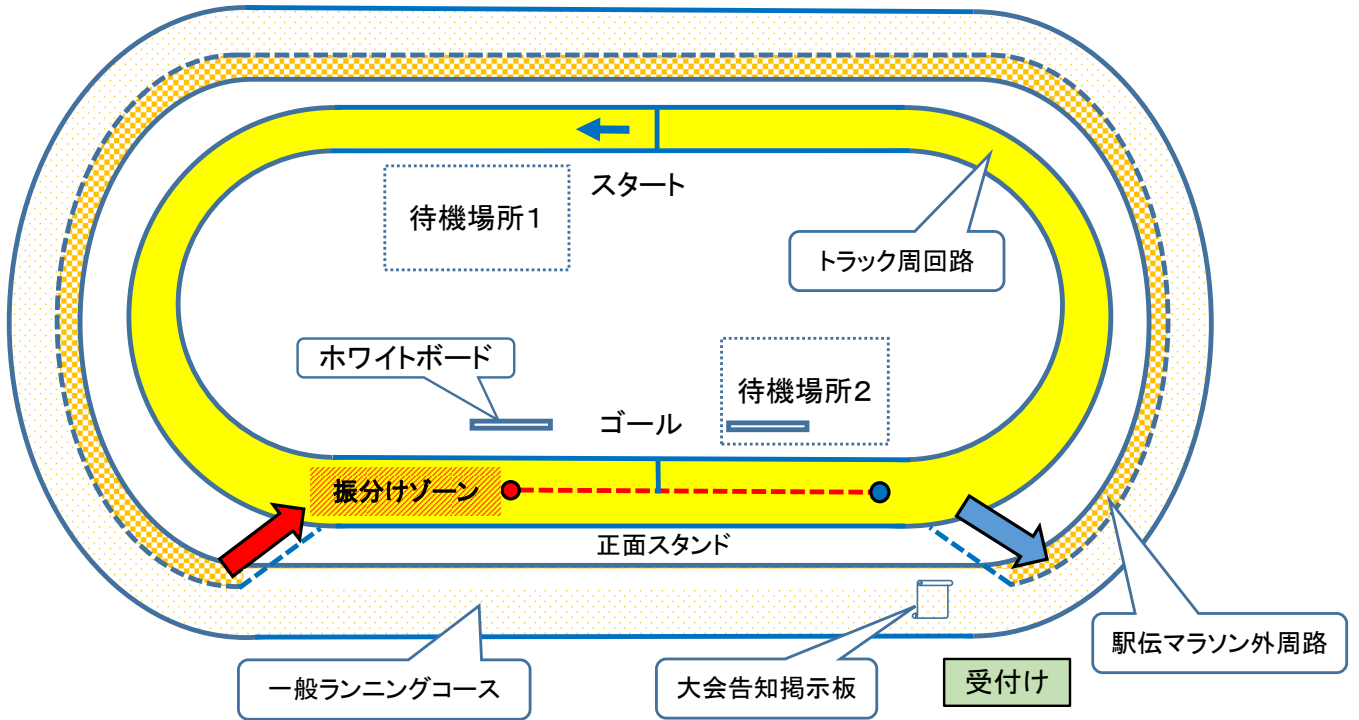 スタート
待機場所1
トラック周回路
ホワイトボード
待機場所2
ゴール
振分けゾーン
正面スタンド
駅伝マラソン外周路
一般ランニングコース
大会告知掲示板
受付け